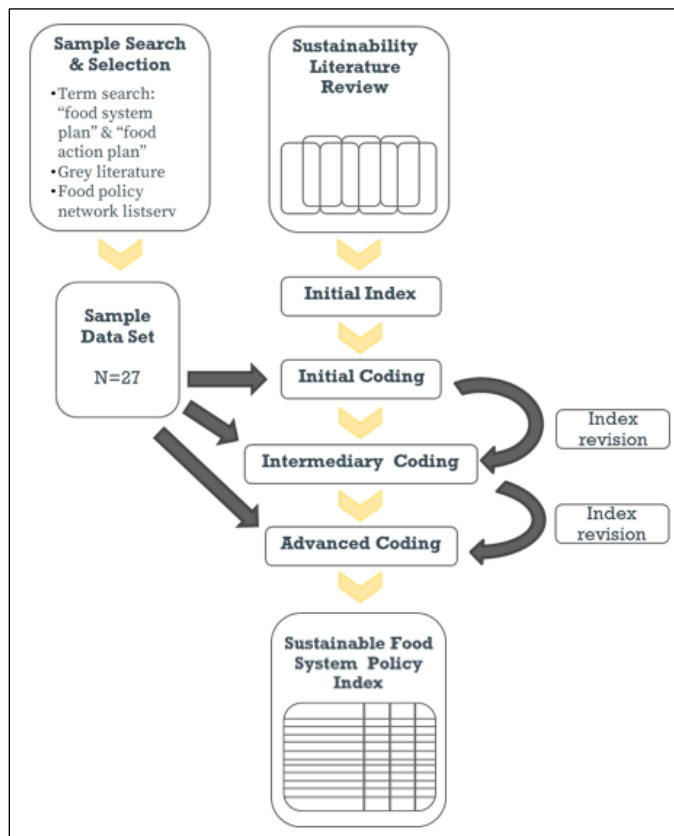 Sample Search
& Selection
•Term search:
“food system
plan” & “food
action plan”
•Grey literature
•Food policy
network listserv
Sustainability
Literature
Review
Initial Index
Sample
Data Set
N=27
Initial Coding
Index
revision
Intermediary Coding
Index
revision
Advanced Coding
Sustainable Food
System Policy
Index